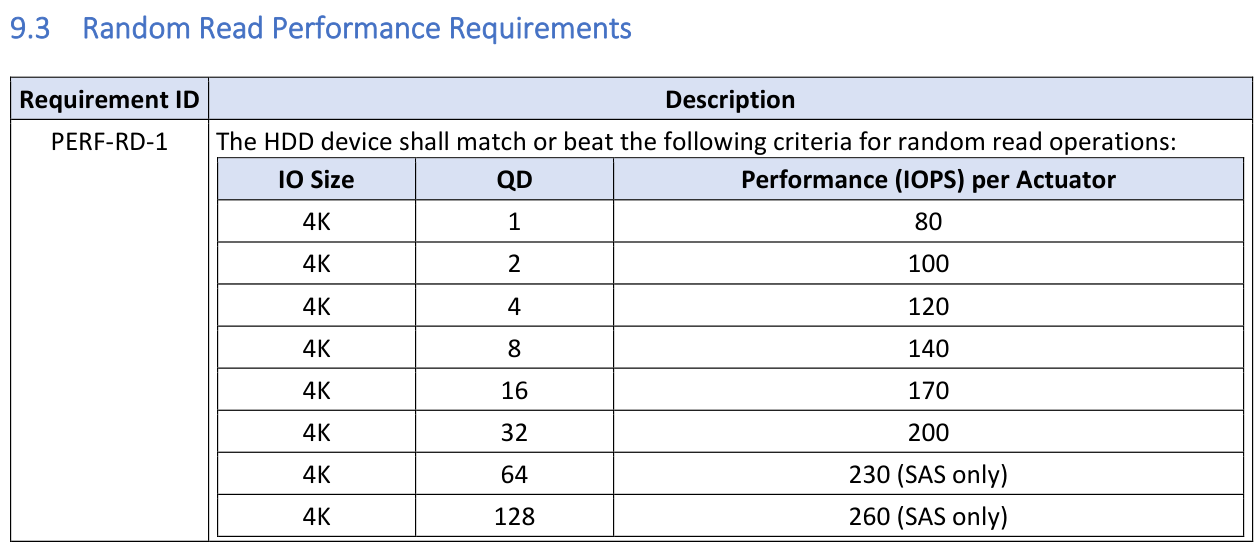 9.3 Random Read Performance Requirements
Requirement ID Description
PERF-RD-1 The HDD device shall match or beat the following criteria for random read operations:
IO Size QD Performance (IOPS) per Actuator
4K 1 80
4K 2 100
4K 4 120
4K 8 140
4K 16 170
4K 32 200
4K 64 230 (SAS only)
4K 128 260 (SAS only)